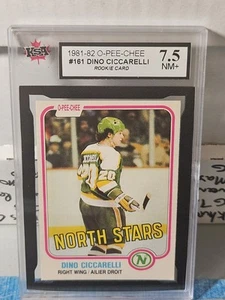 KSA
1981-82 O-PEE-CHEE
#161 DINO CICCARELLI
ROOKIE CARD
7.5
NM+
O-PEE-CHEE
20
NORTH STARS
DINO CICCARELLI
RIGHT WING · AILIER DROIT
N